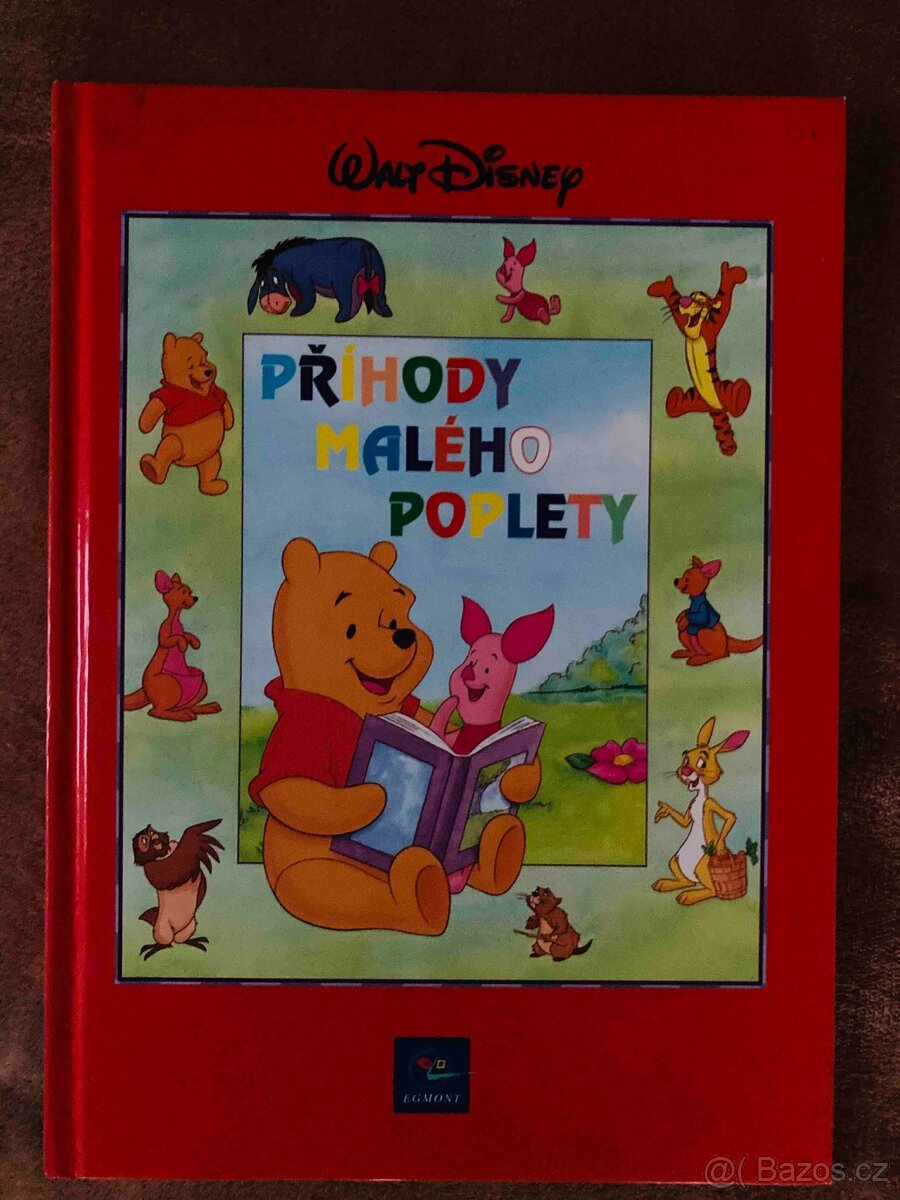 Walt Disney
PŘÍHODY
MALÉHO
POPLETY
EGMONT
@( Bazos.cz